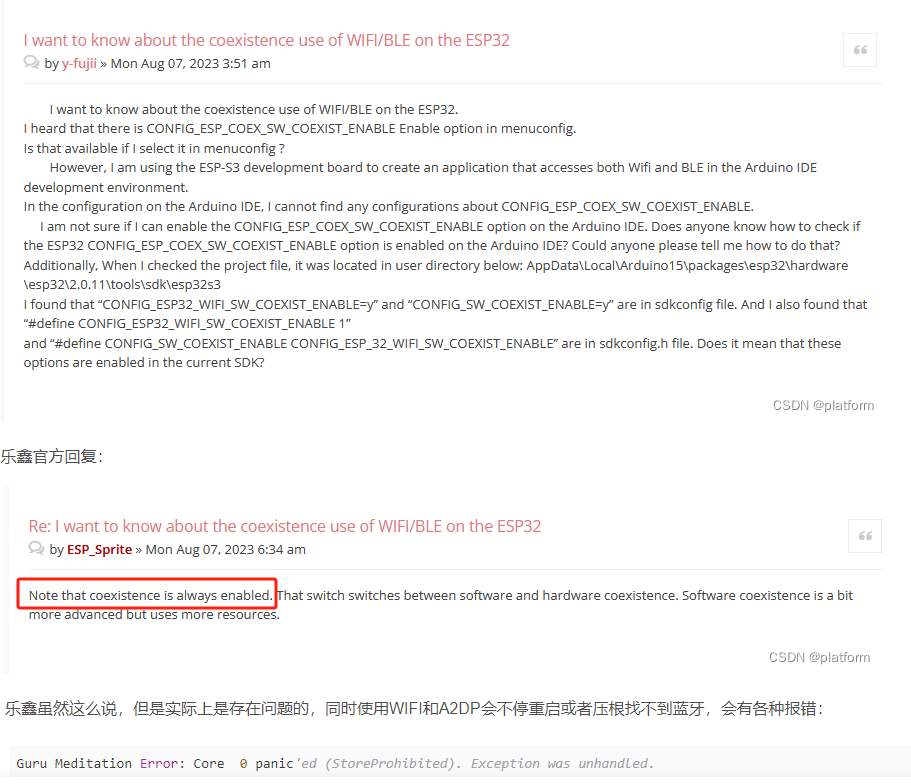 I want to know about the coexistence use of WIFI/BLE on the ESP32
by y-fujii » Mon Aug 07, 2023 3:51 am
I want to know about the coexistence use of WIFI/BLE on the ESP32.
I heard that there is CONFIG_ESP_COEX_SW_COEXIST_ENABLE Enable option in menuconfig.
Is that available if I select it in menuconfig ?
However, I am using the ESP-S3 development board to create an application that accesses both Wifi and BLE in the Arduino IDE
development environment.
In the configuration on the Arduino IDE, I cannot find any configurations about CONFIG_ESP_COEX_SW_COEXIST_ENABLE.
I am not sure if I can enable the CONFIG_ESP_COEX_SW_COEXIST_ENABLE option on the Arduino IDE. Does anyone know how to check if
the ESP32 CONFIG_ESP_COEX_SW_COEXIST_ENABLE option is enabled on the Arduino IDE? Could anyone please tell me how to do that?
Additionally, When I checked the project file, it was located in user directory below: AppData\Local\Arduino15\packages\esp32\hardware
\esp32\2.0.11\tools\sdk\esp32s3
I found that “CONFIG_ESP32_WIFI_SW_COEXIST_ENABLE=y” and “CONFIG_SW_COEXIST_ENABLE=y” are in sdkconfig file. And I also found that
“#define CONFIG_ESP32_WIFI_SW_COEXIST_ENABLE 1”
and “#define CONFIG_SW_COEXIST_ENABLE CONFIG_ESP_32_WIFI_SW_COEXIST_ENABLE” are in sdkconfig.h file. Does it mean that these
options are enabled in the current SDK?
CSDN @platform
乐鑫官方回复：
Re: I want to know about the coexistence use of WIFI/BLE on the ESP32
by ESP_Sprite » Mon Aug 07, 2023 6:34 am
Note that coexistence is always enabled. That switch switches between software and hardware coexistence. Software coexistence is a bit
more advanced but uses more resources.
CSDN @platform
乐鑫虽然这么说，但是实际上是存在问题的，同时使用WIFI和A2DP会不停重启或者压根找不到蓝牙，会有各种报错：
Guru Meditation Error: Core  0 panic'ed (StoreProhibited). Exception was unhandled.